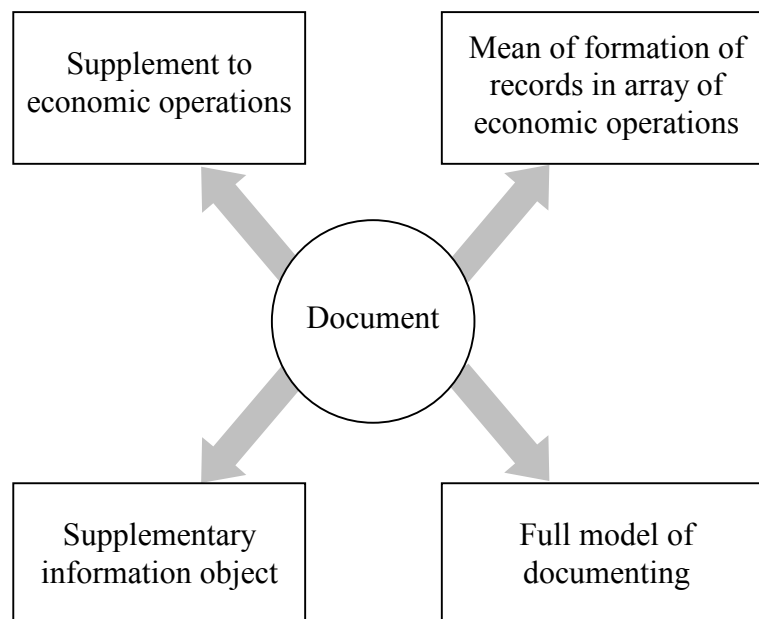 Supplement to
economic operations
Mean of formation of
records in array of
economic operations
Document
Supplementary
information object
Full model of
documenting